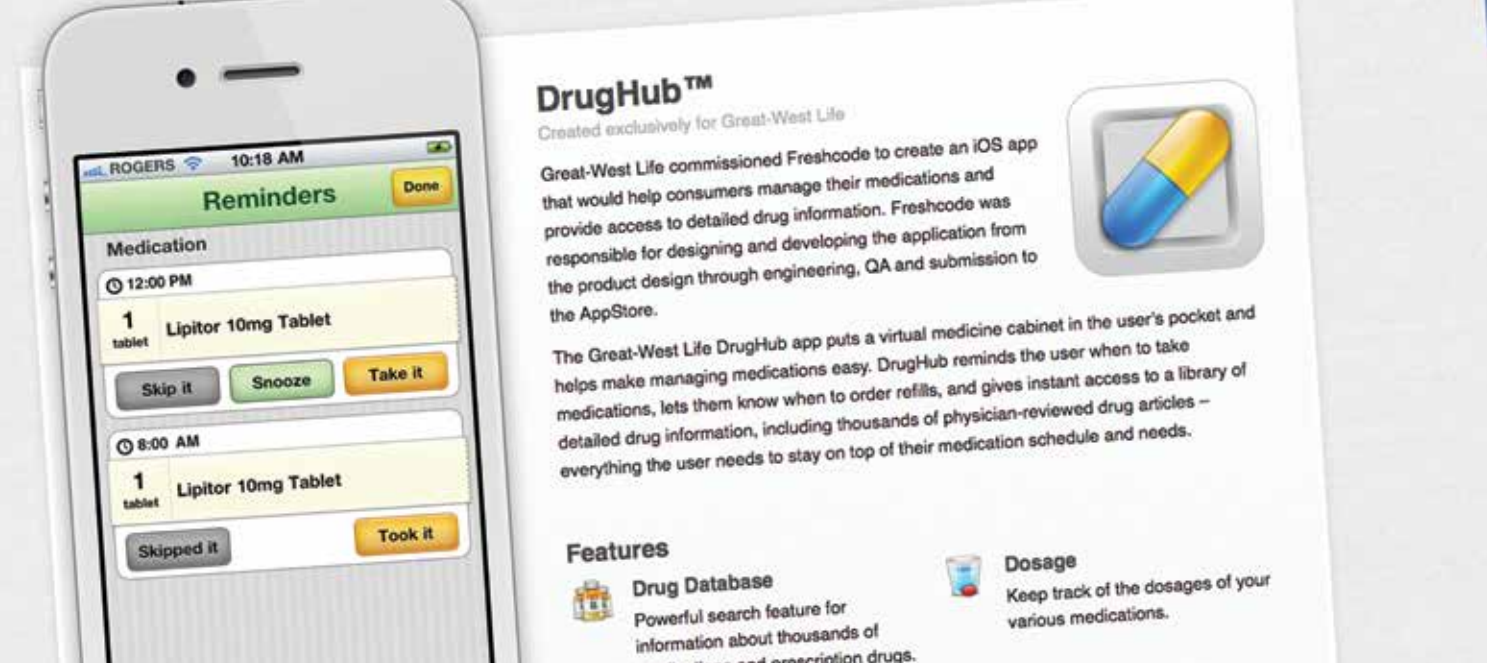 ROGERS 10:18 AM
Reminders
Done
Medication
12:00 PM
1
tablet
Lipitor 10mg Tablet
Skip it
Snooze
Take it
8:00 AM
1
tablet
Lipitor 10mg Tablet
Skipped it
Took it
DrugHub™
Created exclusively for Great-West Life
Great-West Life commissioned Freshcode to create an iOS app
that would help consumers manage their medications and
provide access to detailed drug information. Freshcode was
responsible for designing and developing the application from
the product design through engineering, QA and submission to
the AppStore.
The Great-West Life DrugHub app puts a virtual medicine cabinet in the user's pocket and
helps make managing medications easy. DrugHub reminds the user when to take
medications, lets them know when to order refills, and gives instant access to a library of
detailed drug information, including thousands of physician-reviewed drug articles –
everything the user needs to stay on top of their medication schedule and needs.
Features
Drug Database
Powerful search feature for
information about thousands of
prescription drugs.
Dosage
Keep track of the dosages of your
various medications.